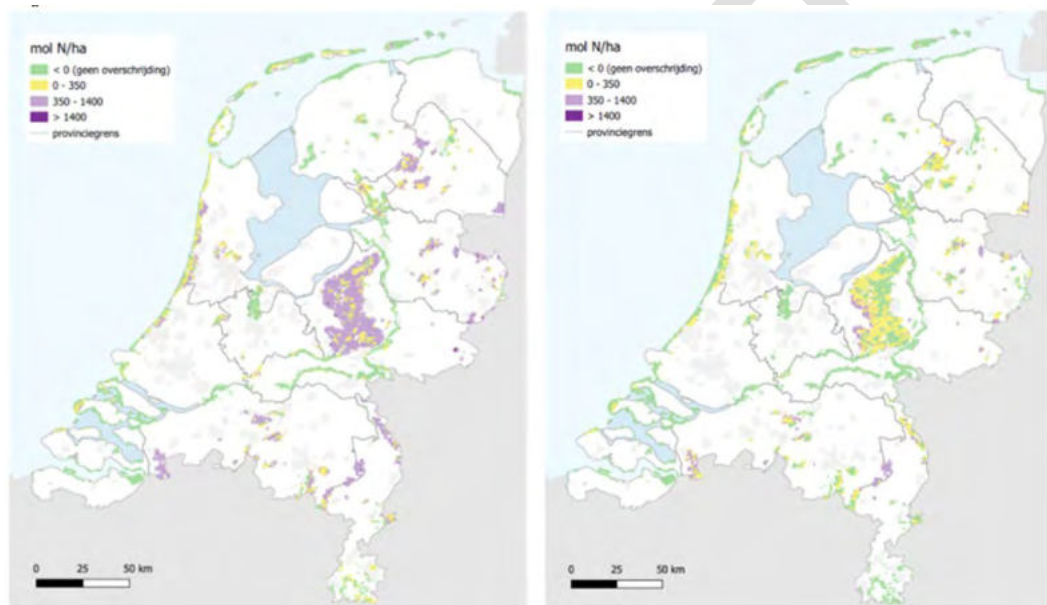 mol N/ha
< 0 (geen overschrijding)
0 - 350
350 - 1400
> 1400
provinciegrens
0 25 50 km
mol N/ha
< 0 (geen overschrijding)
0 - 350
350 - 1400
> 1400
provinciegrens
0 25 50 km